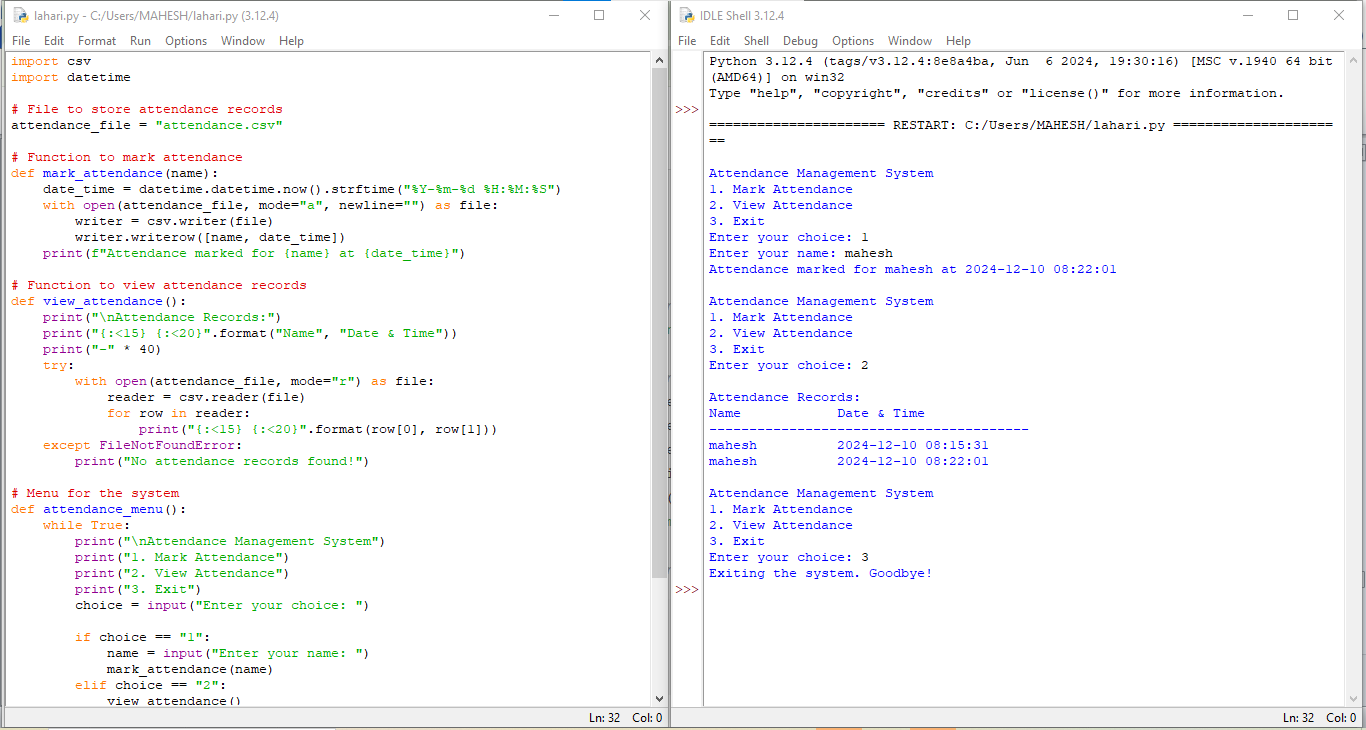 lahari.py - C:/Users/MAHESH/lahari.py (3.12.4)
File Edit Format Run Options Window Help
import csv
import datetime

# File to store attendance records
attendance_file = "attendance.csv"

# Function to mark attendance
def mark_attendance(name):
    date_time = datetime.datetime.now().strftime("%Y-%m-%d %H:%M:%S")
    with open(attendance_file, mode="a", newline="") as file:
        writer = csv.writer(file)
        writer.writerow([name, date_time])
    print(f"Attendance marked for {name} at {date_time}")

# Function to view attendance records
def view_attendance():
    print("\nAttendance Records:")
    print("{:<15} {:<20}".format("Name", "Date & Time"))
    print("-" * 40)
    try:
        with open(attendance_file, mode="r") as file:
            reader = csv.reader(file)
            for row in reader:
                print("{:<15} {:<20}".format(row[0], row[1]))
    except FileNotFoundError:
        print("No attendance records found!")

# Menu for the system
def attendance_menu():
    while True:
        print("\nAttendance Management System")
        print("1. Mark Attendance")
        print("2. View Attendance")
        print("3. Exit")
        choice = input("Enter your choice: ")

        if choice == "1":
            name = input("Enter your name: ")
            mark_attendance(name)
        elif choice == "2":
            view_attendance()
Ln: 32 Col: 0
IDLE Shell 3.12.4
File Edit Shell Debug Options Window Help
Python 3.12.4 (tags/v3.12.4:8e8a4ba, Jun  6 2024, 19:30:16) [MSC v.1940 64 bit
(AMD64)] on win32
Type "help", "copyright", "credits" or "license()" for more information.
>>>
====================== RESTART: C:/Users/MAHESH/lahari.py ====================
==

Attendance Management System
1. Mark Attendance
2. View Attendance
3. Exit
Enter your choice: 1
Enter your name: mahesh
Attendance marked for mahesh at 2024-12-10 08:22:01

Attendance Management System
1. Mark Attendance
2. View Attendance
3. Exit
Enter your choice: 2

Attendance Records:
Name            Date & Time
----------------------------------------
mahesh          2024-12-10 08:15:31
mahesh          2024-12-10 08:22:01

Attendance Management System
1. Mark Attendance
2. View Attendance
3. Exit
Enter your choice: 3
Exiting the system. Goodbye!
>>>
Ln: 32 Col: 0